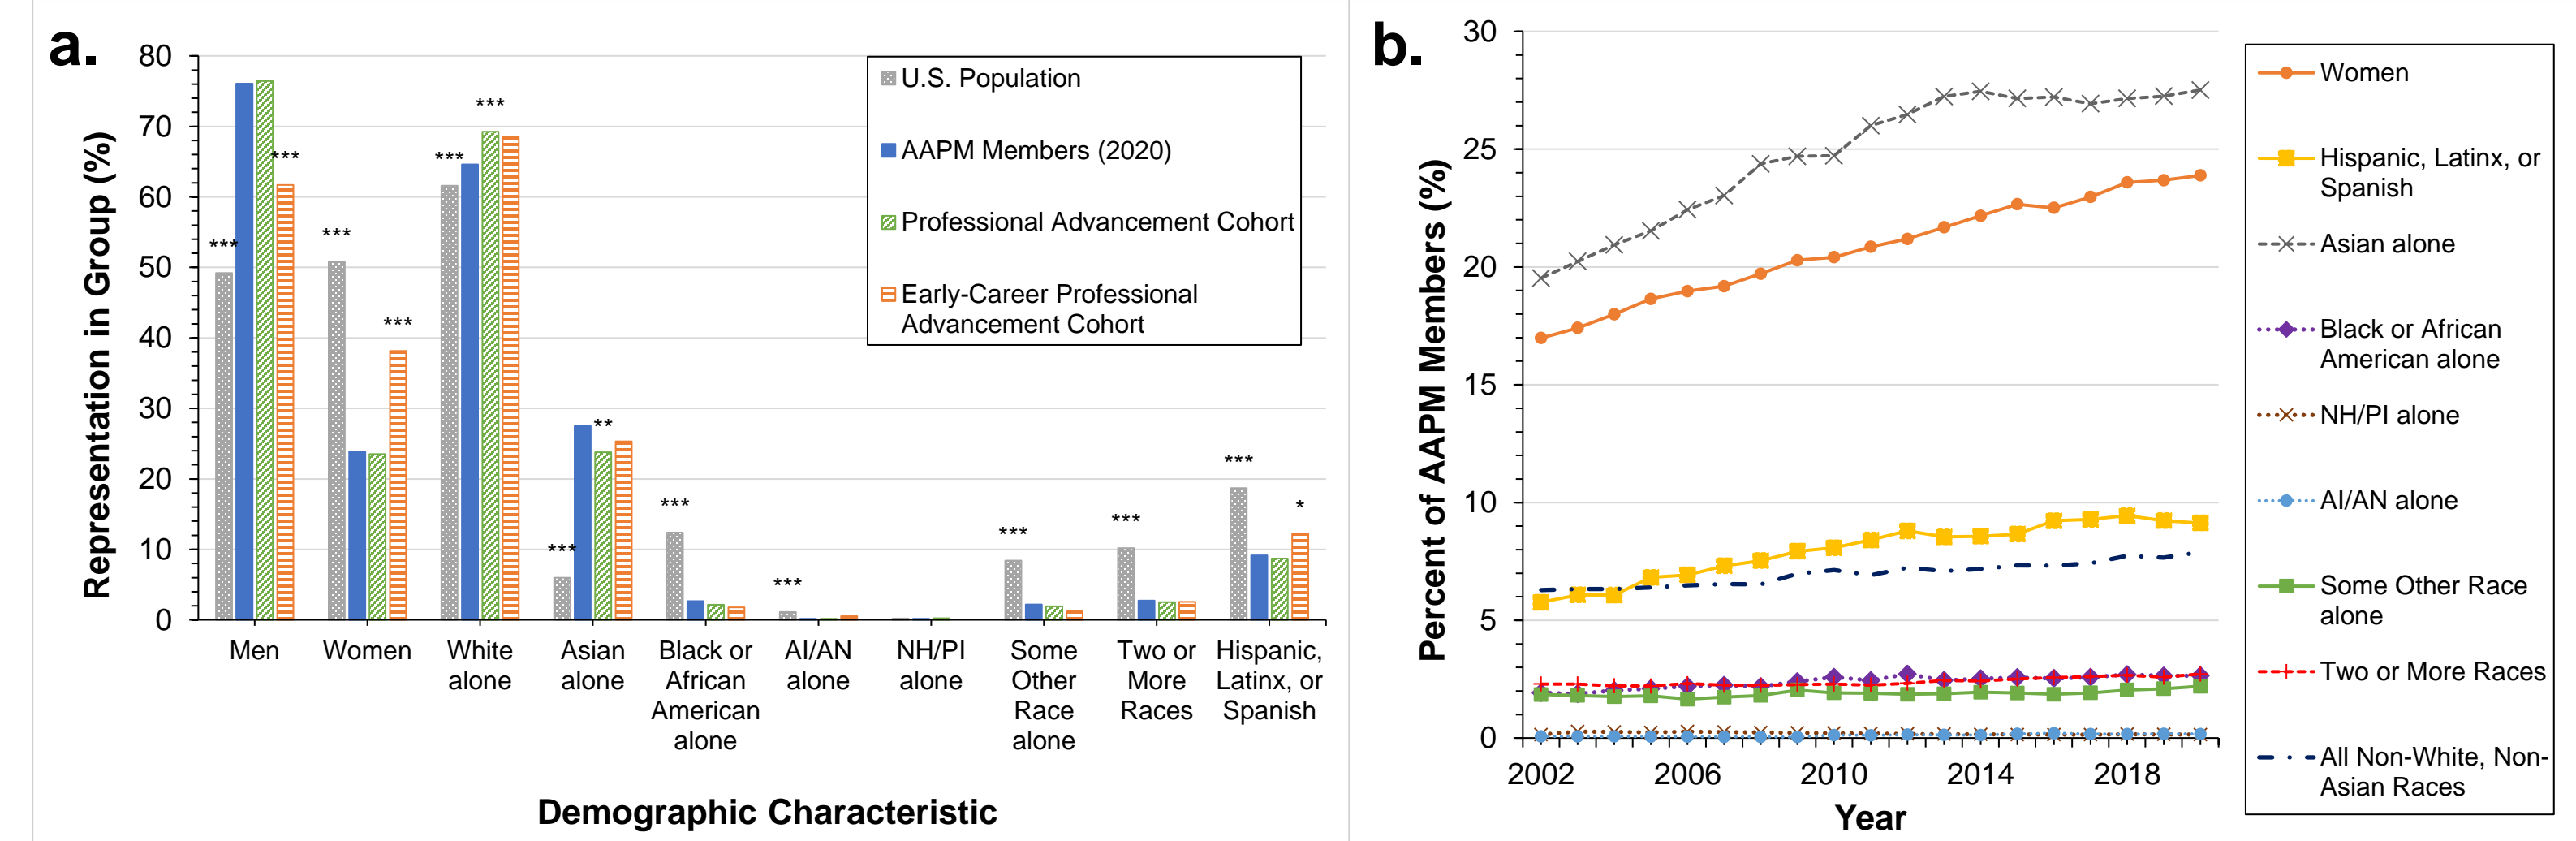 a.
80
70
60
50
40
30
20
10
0
Representation in Group (%)
***
***
***
***
***
***
***
**
***
***
***
***
***
*
U.S. Population
AAPM Members (2020)
Professional Advancement Cohort
Early-Career Professional
Advancement Cohort
Men
Women
White
alone
Asian
alone
Black or
African
American
alone
AI/AN
alone
NH/PI
alone
Some
Other
Race
alone
Two or
More
Races
Hispanic,
Latinx, or
Spanish
Demographic Characteristic
b.
30
25
20
15
10
5
0
Percent of AAPM Members (%)
2002
2006
2010
2014
2018
Year
Women
Hispanic, Latinx, or
Spanish
Asian alone
Black or African
American alone
NH/PI alone
AI/AN alone
Some Other Race
alone
Two or More Races
All Non-White, Non-
Asian Races